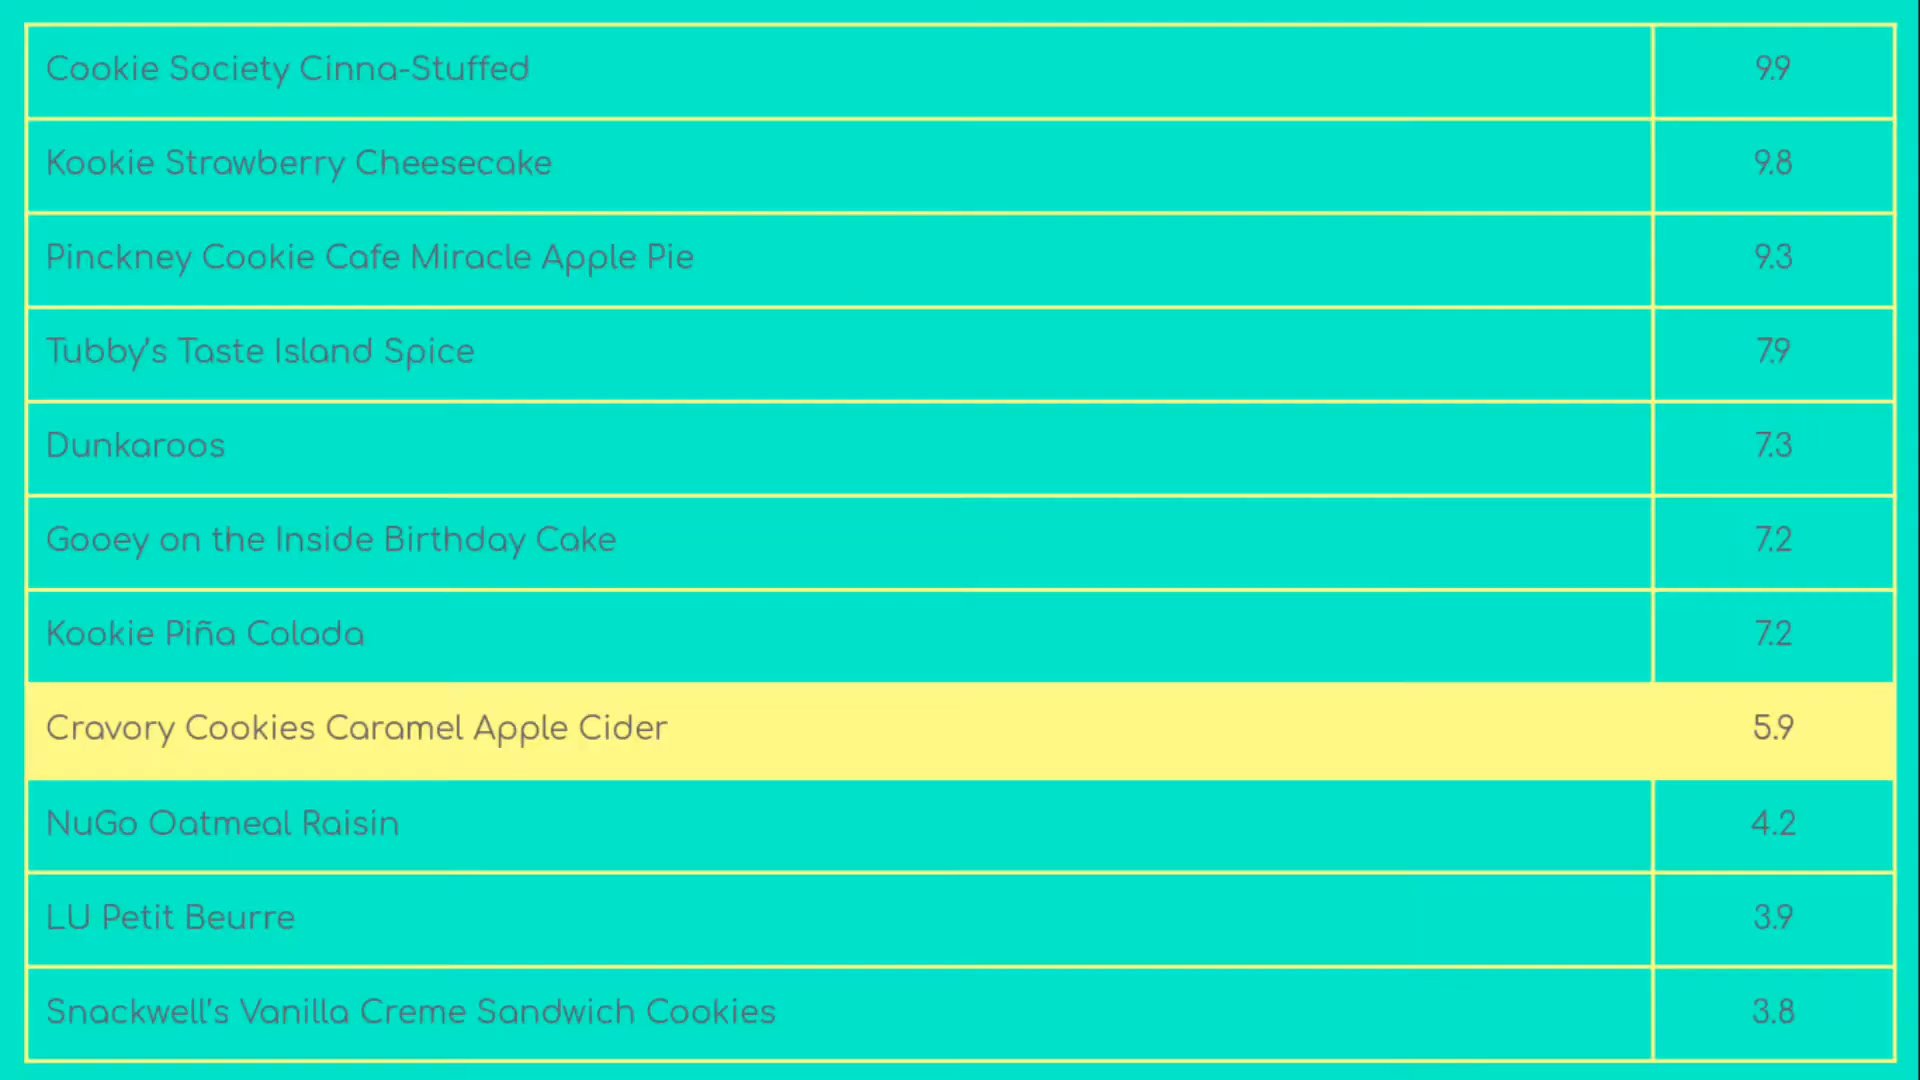 Cookie Society Cinna-Stuffed 9.9
Kookie Strawberry Cheesecake 9.8
Pinckney Cookie Cafe Miracle Apple Pie 9.3
Tubby's Taste Island Spice 7.9
Dunkaroos 7.3
Gooey on the Inside Birthday Cake 7.2
Kookie Piña Colada 7.2
Cravory Cookies Caramel Apple Cider 5.9
NuGo Oatmeal Raisin 4.2
LU Petit Beurre 3.9
Snackwell's Vanilla Creme Sandwich Cookies 3.8